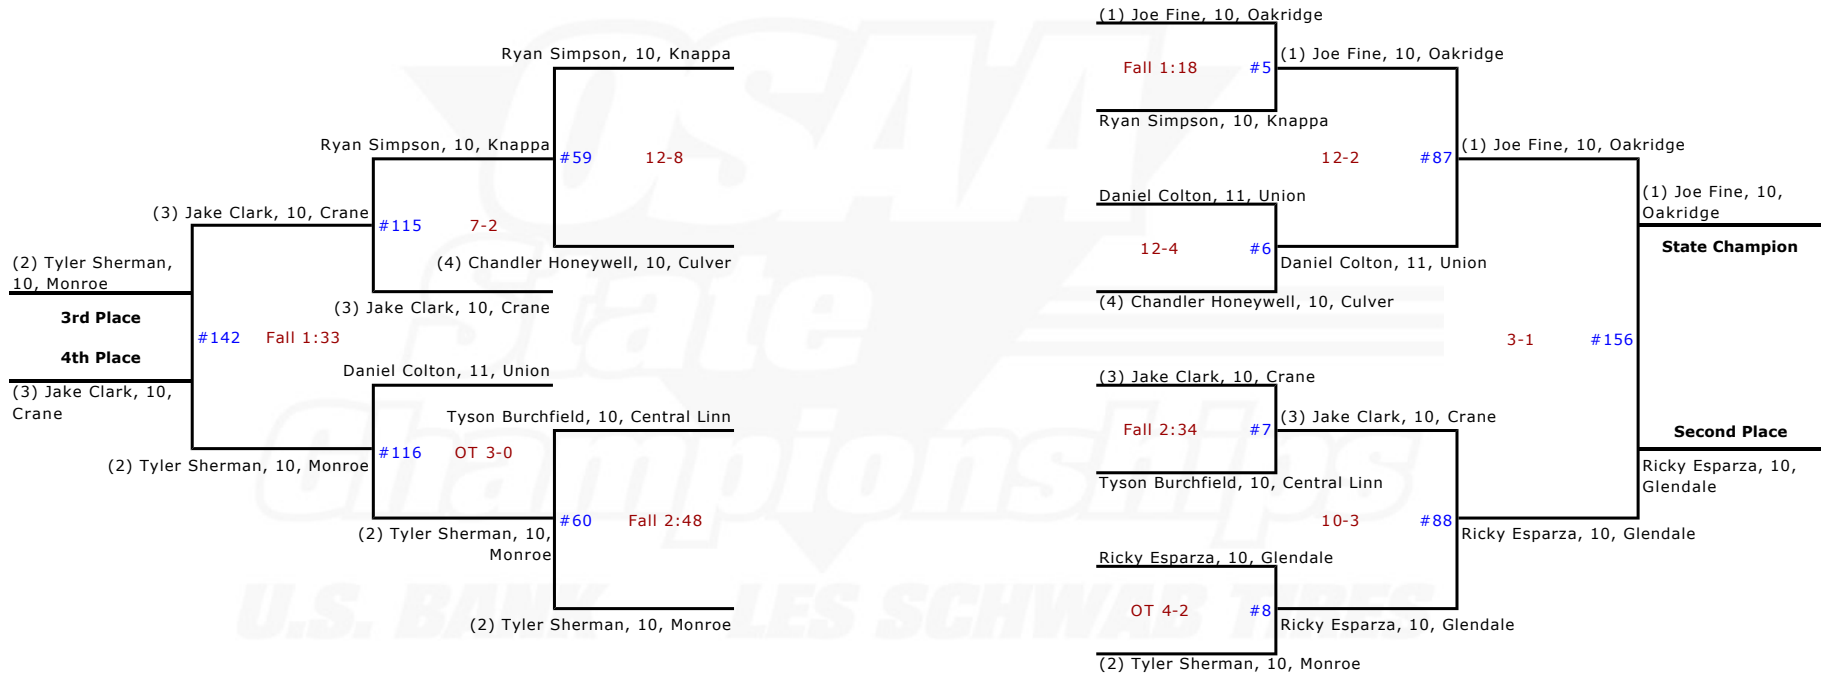 Ryan Simpson, 10, Knappa
Ryan Simpson, 10, Knappa
#59
12-8
(3) Jake Clark, 10, Crane
#115
7-2
(4) Chandler Honeywell, 10, Culver
(2) Tyler Sherman,
10, Monroe
(3) Jake Clark, 10, Crane
3rd Place
#142
Fall 1:33
4th Place
(3) Jake Clark, 10,
Crane
Daniel Colton, 11, Union
Tyson Burchfield, 10, Central Linn
#116
OT 3-0
(2) Tyler Sherman, 10, Monroe
#60
Fall 2:48
(2) Tyler Sherman, 10,
Monroe
(2) Tyler Sherman, 10, Monroe
(1) Joe Fine, 10, Oakridge
Fall 1:18
#5
(1) Joe Fine, 10, Oakridge
Ryan Simpson, 10, Knappa
12-2
#87
(1) Joe Fine, 10, Oakridge
Daniel Colton, 11, Union
12-4
#6
Daniel Colton, 11, Union
(4) Chandler Honeywell, 10, Culver
(1) Joe Fine, 10,
Oakridge
State Champion
3-1
#156
(3) Jake Clark, 10, Crane
Fall 2:34
#7
(3) Jake Clark, 10, Crane
Tyson Burchfield, 10, Central Linn
10-3
#88
Ricky Esparza, 10, Glendale
Second Place
Ricky Esparza, 10,
Glendale
Ricky Esparza, 10, Glendale
OT 4-2
#8
Ricky Esparza, 10, Glendale
(2) Tyler Sherman, 10, Monroe
OSAA
State
Championships
U.S. BANK LES SCHWAB TIRES